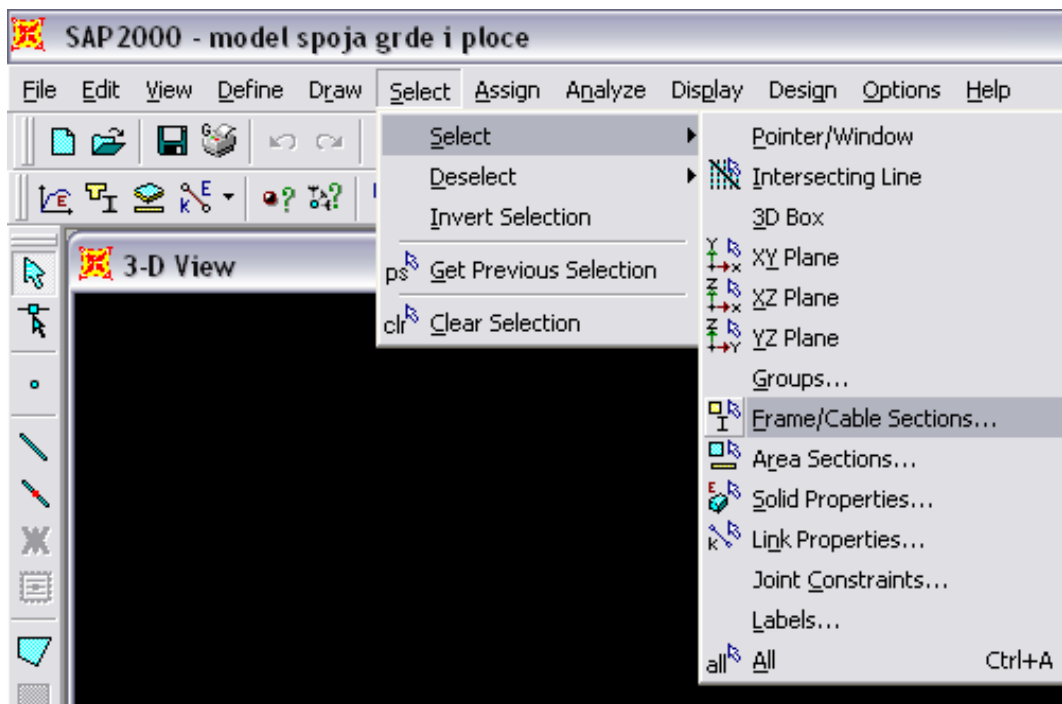 SAP2000 - model spoja grde i ploce
File Edit View Define Draw Select Assign Analyze Display Design Options Help
Select
Deselect
Invert Selection
ps Get Previous Selection
clr Clear Selection
Pointer/Window
Intersecting Line
3D Box
XY Plane
XZ Plane
YZ Plane
Groups...
Frame/Cable Sections...
Area Sections...
Solid Properties...
Link Properties...
Joint Constraints...
Labels...
all All Ctrl+A
3-D View